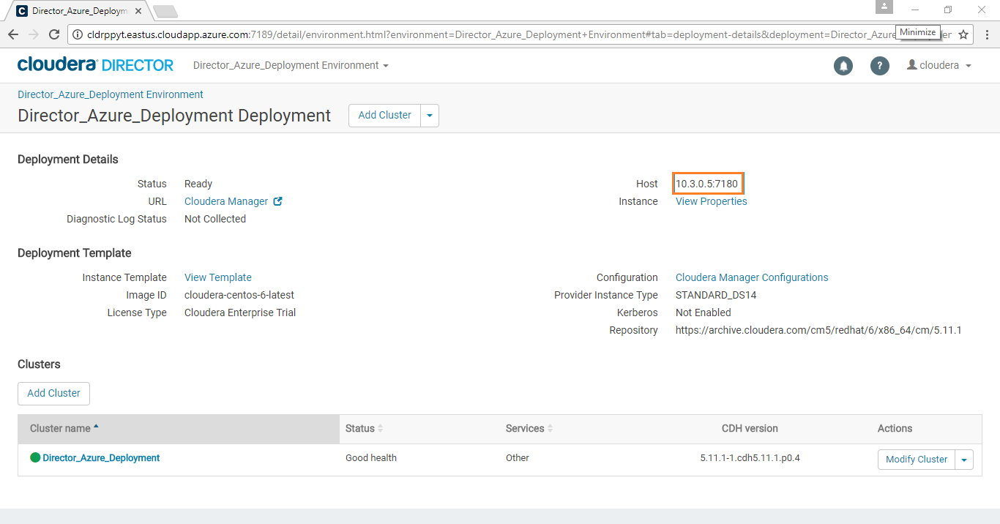 Director_Azure_Deploym
cldrppyt.eastus.cloudapp.azure.com:7189/detail/environment.html?environment=Director_Azure_Deployment+Environment#tab=deployment-details&deployment=Director_Azure
Minimize
cloudera DIRECTOR Director_Azure_Deployment Environment ? cloudera
Director_Azure_Deployment Environment
Director_Azure_Deployment Deployment Add Cluster
Deployment Details
Status Ready Host 10.3.0.5:7180
URL Cloudera Manager Instance View Properties
Diagnostic Log Status Not Collected
Deployment Template
Instance Template View Template Configuration Cloudera Manager Configurations
Image ID cloudera-centos-6-latest Provider Instance Type STANDARD_DS14
License Type Cloudera Enterprise Trial Kerberos Not Enabled
Repository https://archive.cloudera.com/cm5/redhat/6/x86_64/cm/5.11.1
Clusters
Add Cluster
Cluster name Status Services CDH version Actions
Director_Azure_Deployment Good health Other 5.11.1-1.cdh5.11.1.p0.4 Modify Cluster